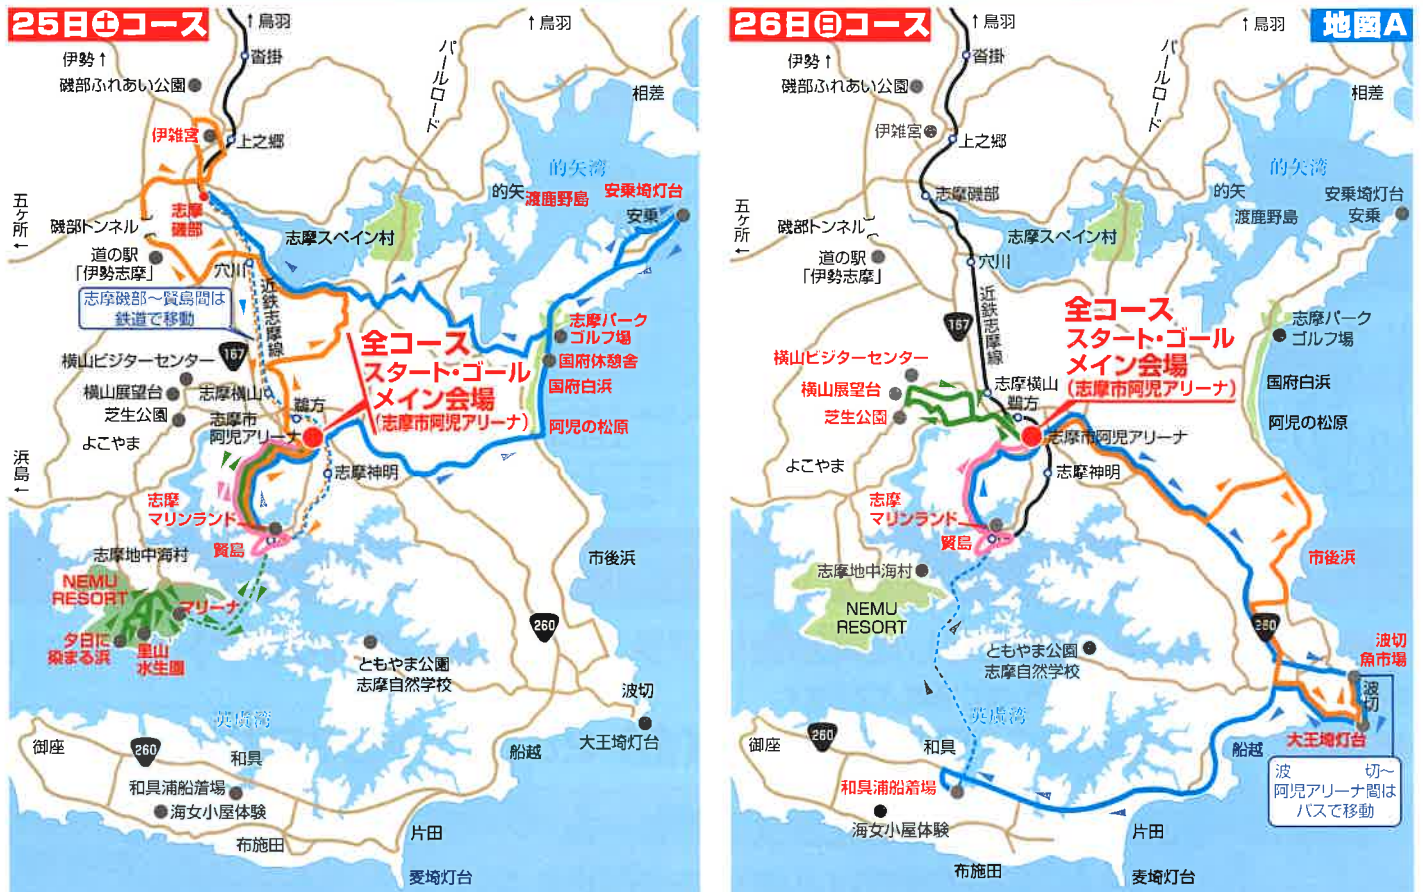 25日㊏コース
↑鳥羽
↑鳥羽
伊勢↑
沓掛
磯部ふれあい公園
パールロード
相差
伊雑宮
上之郷
的矢湾
的矢
渡鹿野島
安乗埼灯台
安乗
志摩
磯部
五ヶ所
←
磯部トンネル
志摩スペイン村
道の駅
「伊勢志摩」
穴川
志摩磯部〜賢島間は
鉄道で移動
近鉄志摩線
167
全コース
スタート・ゴール
メイン会場
(志摩市阿児アリーナ)
志摩パーク
ゴルフ場
国府休憩舎
国府白浜
阿児の松原
横山ビジターセンター
横山展望台
志摩横山
芝生公園
鵜方
志摩市
阿児アリーナ
よこやま
浜島
←
志摩神明
志摩
マリンランド
賢島
志摩地中海村
NEMU
RESORT
マリーナ
夕日に
染まる浜
里山
水生園
市後浜
260
ともやま公園
志摩自然学校
波切
大王埼灯台
英虞湾
船越
御座
260
和具
和具浦船着場
海女小屋体験
布施田
片田
麦埼灯台
26日㊐コース
地図A
↑鳥羽
↑鳥羽
伊勢↑
沓掛
磯部ふれあい公園
パールロード
相差
伊雑宮
上之郷
的矢湾
志摩磯部
的矢
渡鹿野島
安乗埼灯台
安乗
五ヶ所
←
磯部トンネル
志摩スペイン村
道の駅
「伊勢志摩」
穴川
近鉄志摩線
167
全コース
スタート・ゴール
メイン会場
(志摩市阿児アリーナ)
志摩パーク
ゴルフ場
国府白浜
阿児の松原
横山ビジターセンター
横山展望台
志摩横山
芝生公園
鵜方
志摩市阿児アリーナ
よこやま
浜島
←
志摩神明
志摩
マリンランド
賢島
志摩地中海村
NEMU
RESORT
市後浜
260
ともやま公園
志摩自然学校
波切
魚市場
波切
大王埼灯台
英虞湾
船越
波切〜
阿児アリーナ間は
バスで移動
御座
260
和具
和具浦船着場
海女小屋体験
布施田
片田
麦埼灯台